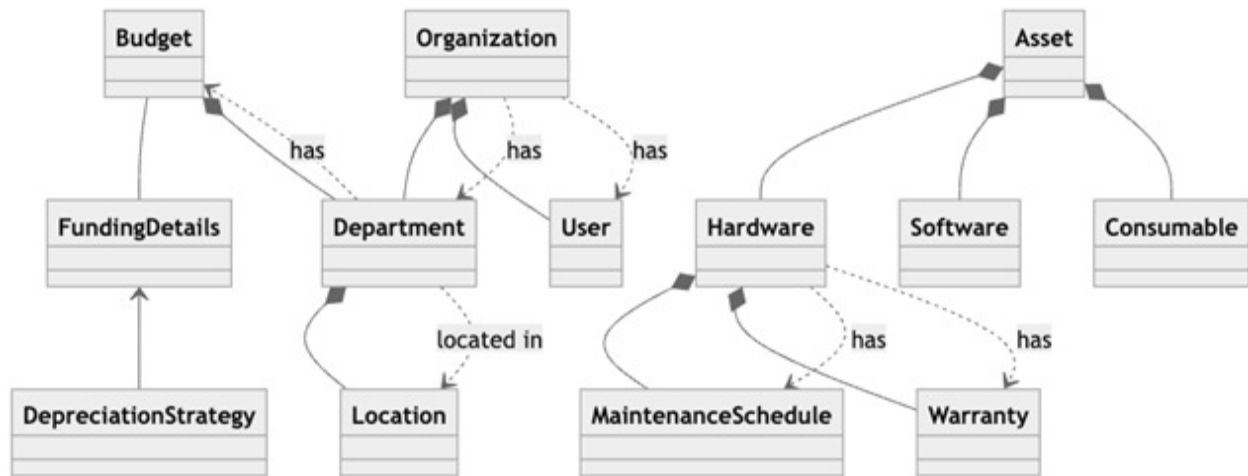 Budget
Organization
Asset
has
has
has
FundingDetails
Department
User
Hardware
Software
Consumable
located in
has
has
DepreciationStrategy
Location
MaintenanceSchedule
Warranty